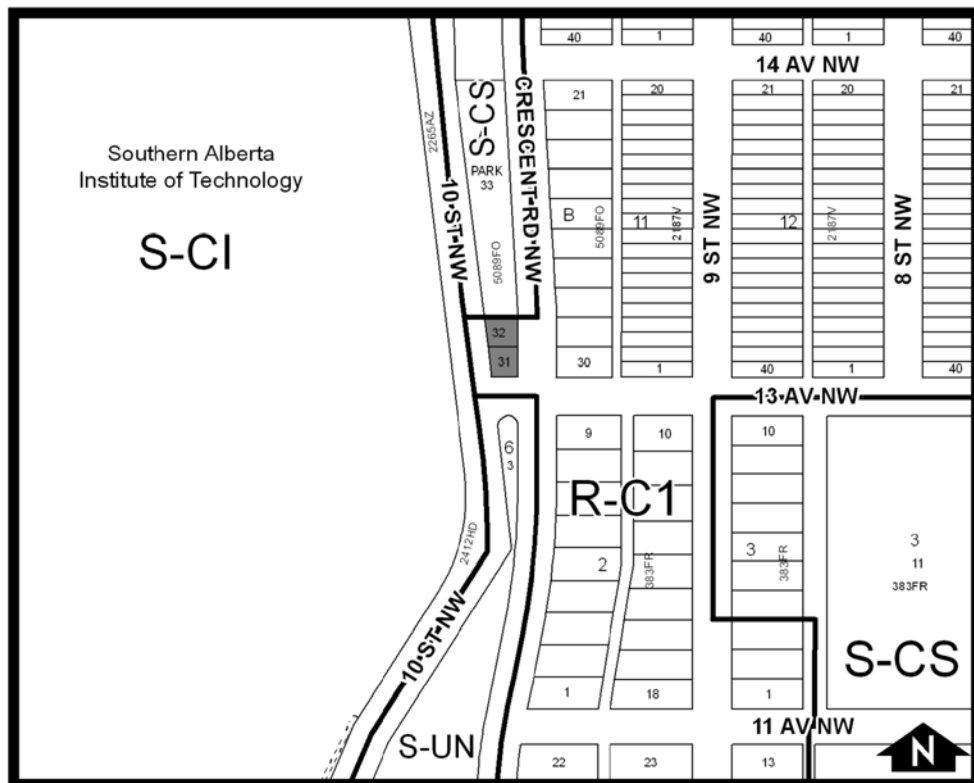 40
1
40
1
14 AV NW
21
20
21
20
21
S-CS
CRESCENT RD NW
2265AZ
Southern Alberta
Institute of Technology
S-CI
PARK
33
10 ST NW
5089FO
B
5089FO
11
2187V
9 ST NW
12
2187V
8 ST NW
32
31
30
1
40
1
40
13 AV NW
9
10
10
6
3
R-C1
2412HD
2
383FR
3
383FR
3
11
383FR
10 ST NW
S-CS
1
18
1
11 AV NW
S-UN
22
23
13
N